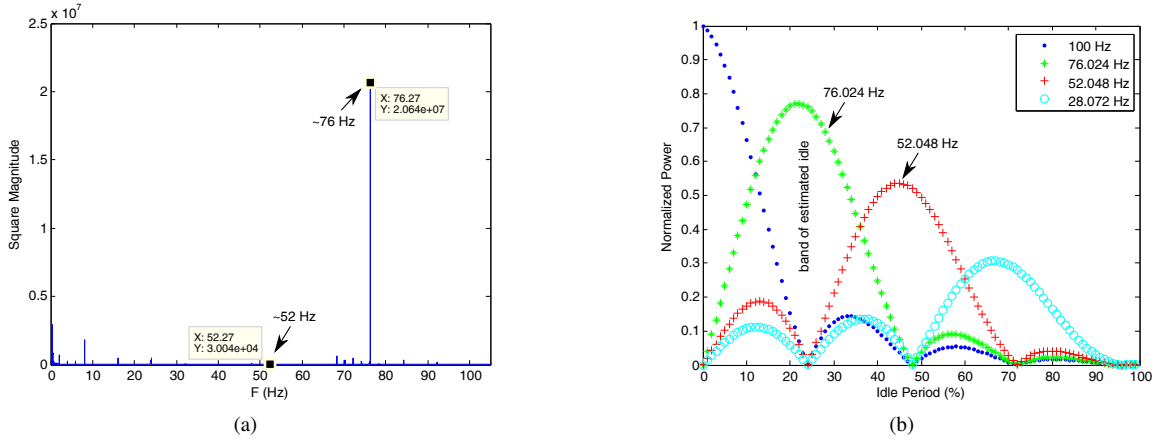 2.5
x 10^7
2
1.5
1
0.5
0
0 10 20 30 40 50 60 70 80 90 100
Square Magnitude
F (Hz)
~76 Hz
X: 76.27
Y: 2.064e+07
~52 Hz
X: 52.27
Y: 3.004e+04
(a)
1
0.9
0.8
0.7
0.6
0.5
0.4
0.3
0.2
0.1
0
0 10 20 30 40 50 60 70 80 90 100
Normalized Power
Idle Period (%)
76.024 Hz
52.048 Hz
band of estimated idle
100 Hz
76.024 Hz
52.048 Hz
28.072 Hz
(b)